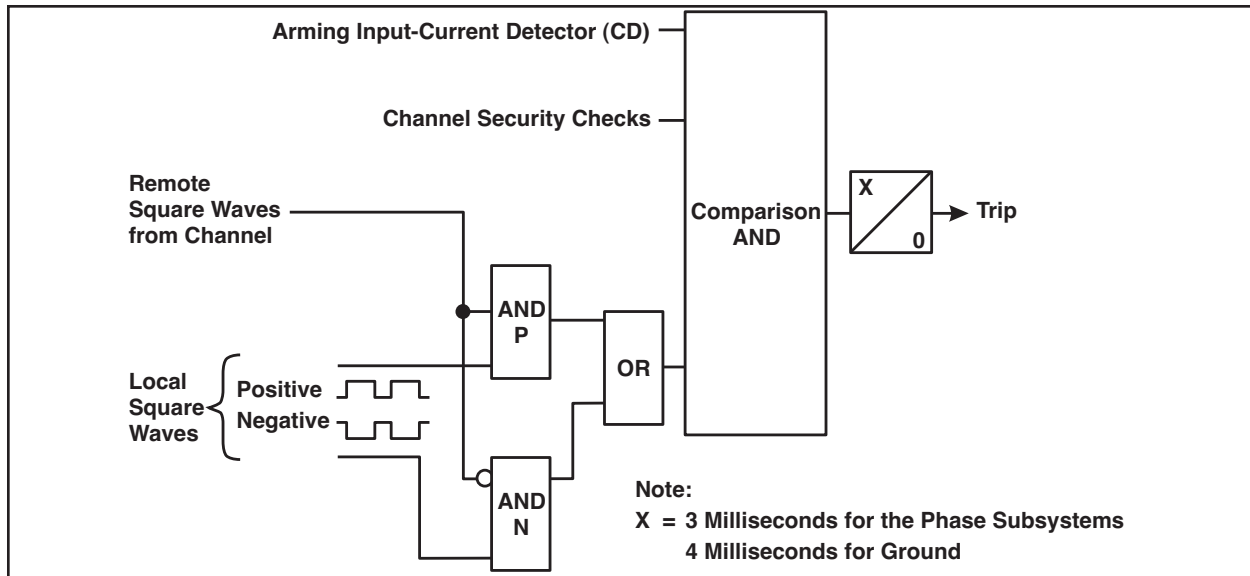 Arming Input-Current Detector (CD)
Channel Security Checks
Remote
Square Waves
from Channel
Comparison
AND
X
0
Trip
AND
P
OR
Local
Square
Waves
Positive
Negative
AND
N
Note:
X = 3 Milliseconds for the Phase Subsystems
4 Milliseconds for Ground